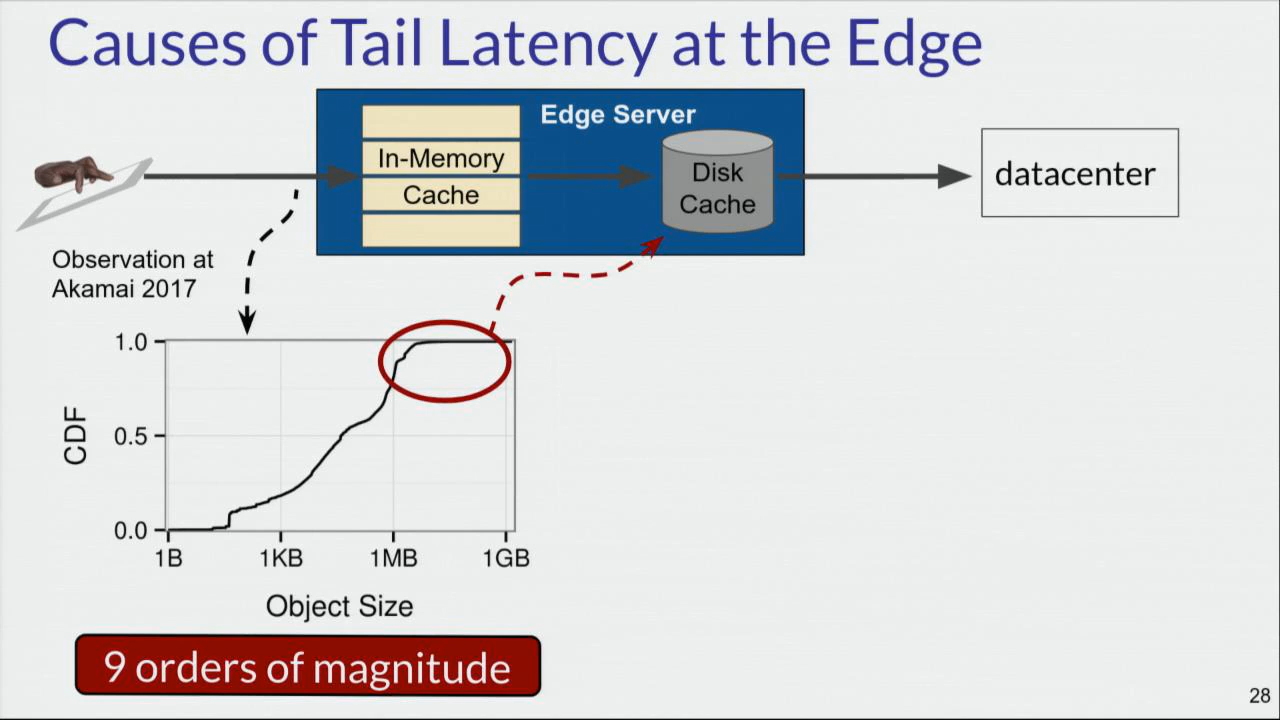 Causes of Tail Latency at the Edge
Edge Server
In-Memory
Cache
Disk
Cache
datacenter
Observation at
Akamai 2017
1.0
0.5
0.0
CDF
1B
1KB
1MB
1GB
Object Size
9 orders of magnitude
28